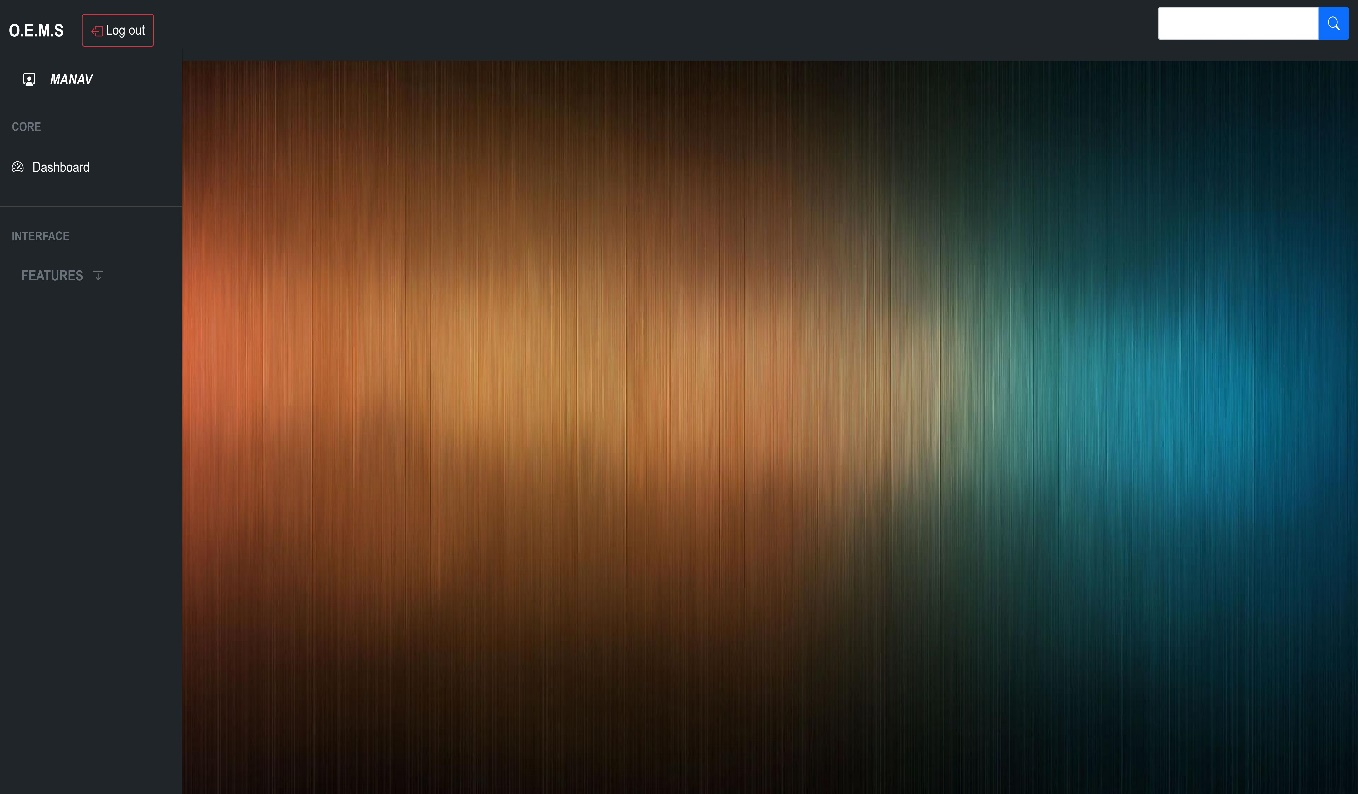 O.E.M.S
Log out
MANAV
CORE
Dashboard
INTERFACE
FEATURES